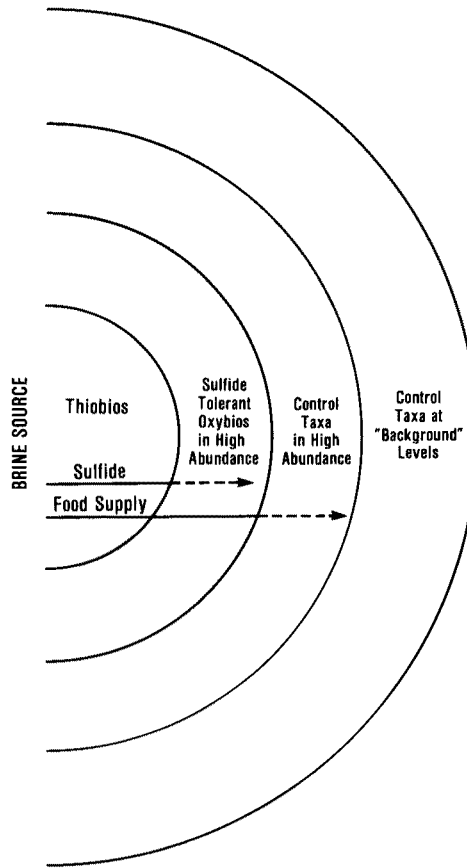 BRINE SOURCE
Thiobios
Sulfide
Tolerant
Oxybios
in High
Abundance
Control
Taxa
in High
Abundance
Control
Taxa at
"Background"
Levels
Sulfide
Food Supply